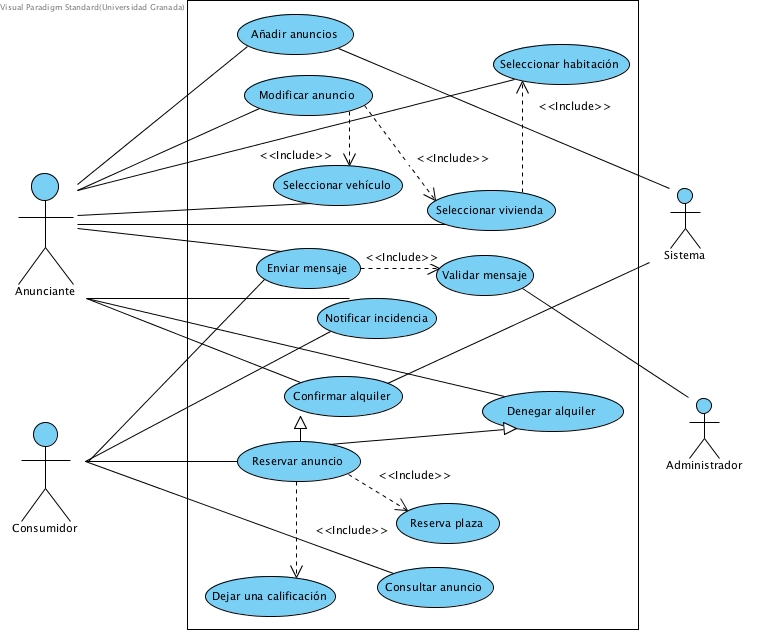 Visual Paradigm Standard(Universidad Granada)
Añadir anuncios
Seleccionar habitación
Modificar anuncio
<<Include>>
<<Include>>
<<Include>>
Seleccionar vehículo
Seleccionar vivienda
Sistema
Enviar mensaje
<<Include>>
Validar mensaje
Anunciante
Notificar incidencia
Confirmar alquiler
Denegar alquiler
Reservar anuncio
Administrador
<<Include>>
Reserva plaza
Consumidor
<<Include>>
Consultar anuncio
Dejar una calificación